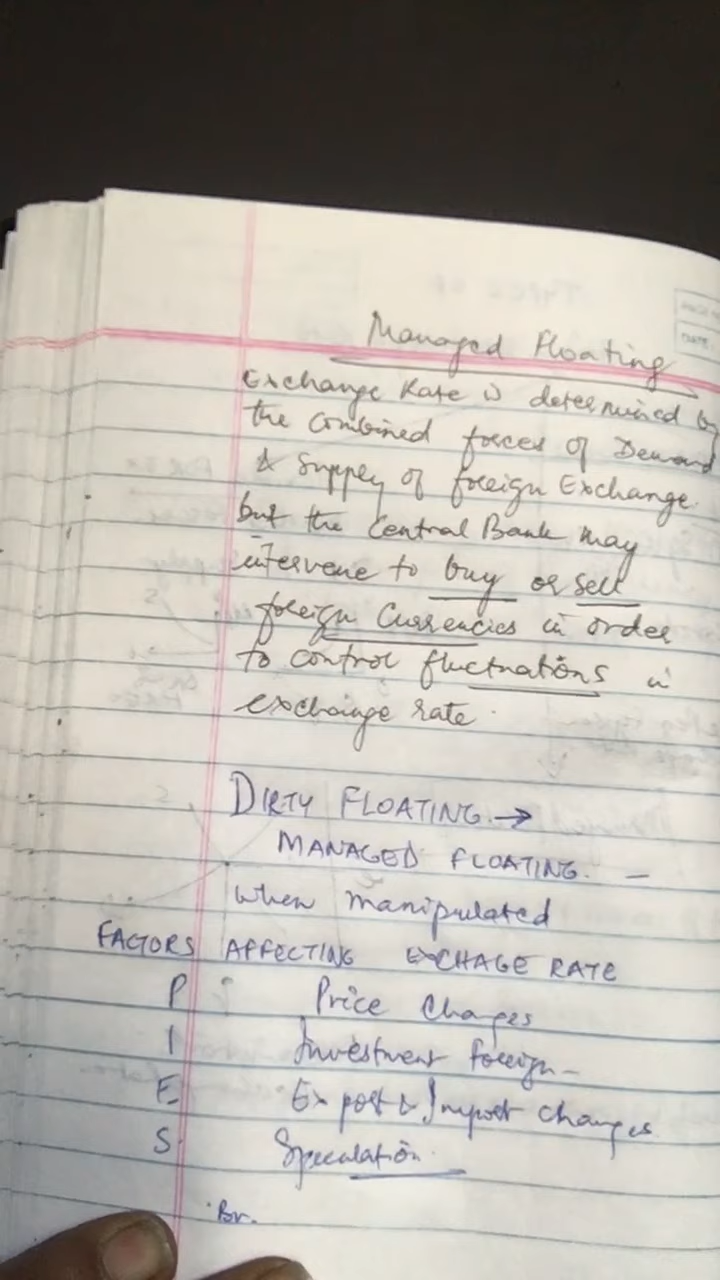 Managed Floating
Exchange Rate is determined by
the Combined forces of Demand
& Supply of foreign Exchange.
but the Central Bank may
intervene to buy or sell
foreign Currencies in order
to control fluctuations in
exchange rate.
DIRTY FLOATING →
MANAGED FLOATING. —
when manipulated
FACTORS AFFECTING EXCHAGE RATE
P Price Changes
I Investment foreign -
E Export & Import changes
S Speculation.
Br.